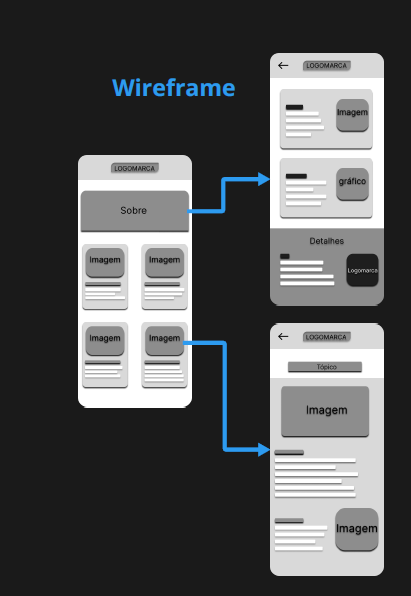 Wireframe
LOGOMARCA
Sobre
Imagem
Imagem
Imagem
Imagem
LOGOMARCA
Imagem
gráfico
Detalhes
Logomarca
LOGOMARCA
Tópico
Imagem
Imagem